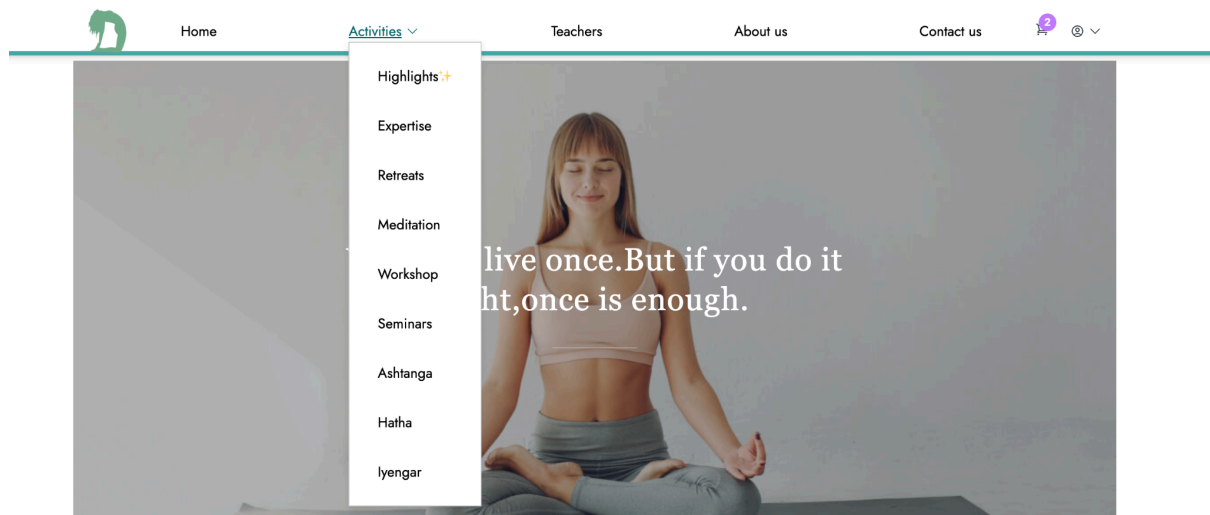 Home
Activities
Teachers
About us
Contact us
2
Highlights✨
Expertise
Retreats
Meditation
Workshop
Seminars
Ashtanga
Hatha
Iyengar
live once.But if you do it
ht,once is enough.